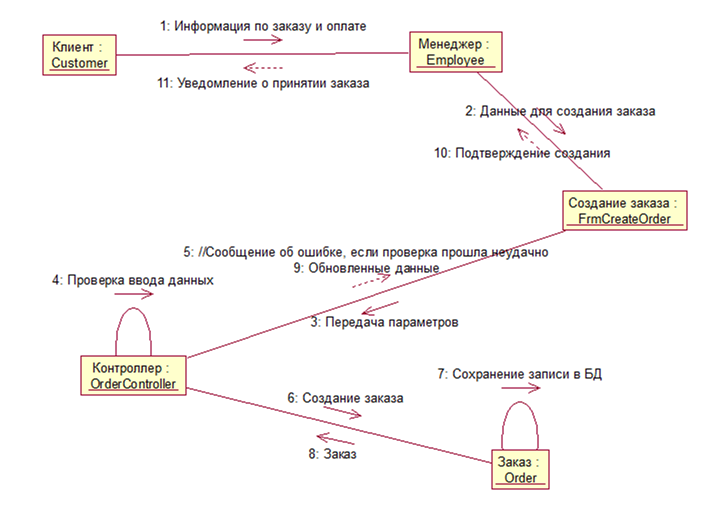 1: Информация по заказу и оплате
Клиент :
Customer
Менеджер :
Employee
11: Уведомление о принятии заказа
2: Данные для создания заказа
10: Подтверждение создания
Создание заказа :
FrmCreateOrder
5: //Сообщение об ошибке, если проверка прошла неудачно
9: Обновленные данные
4: Проверка ввода данных
3: Передача параметров
Контроллер :
OrderController
7: Сохранение записи в БД
6: Создание заказа
8: Заказ
Заказ :
Order